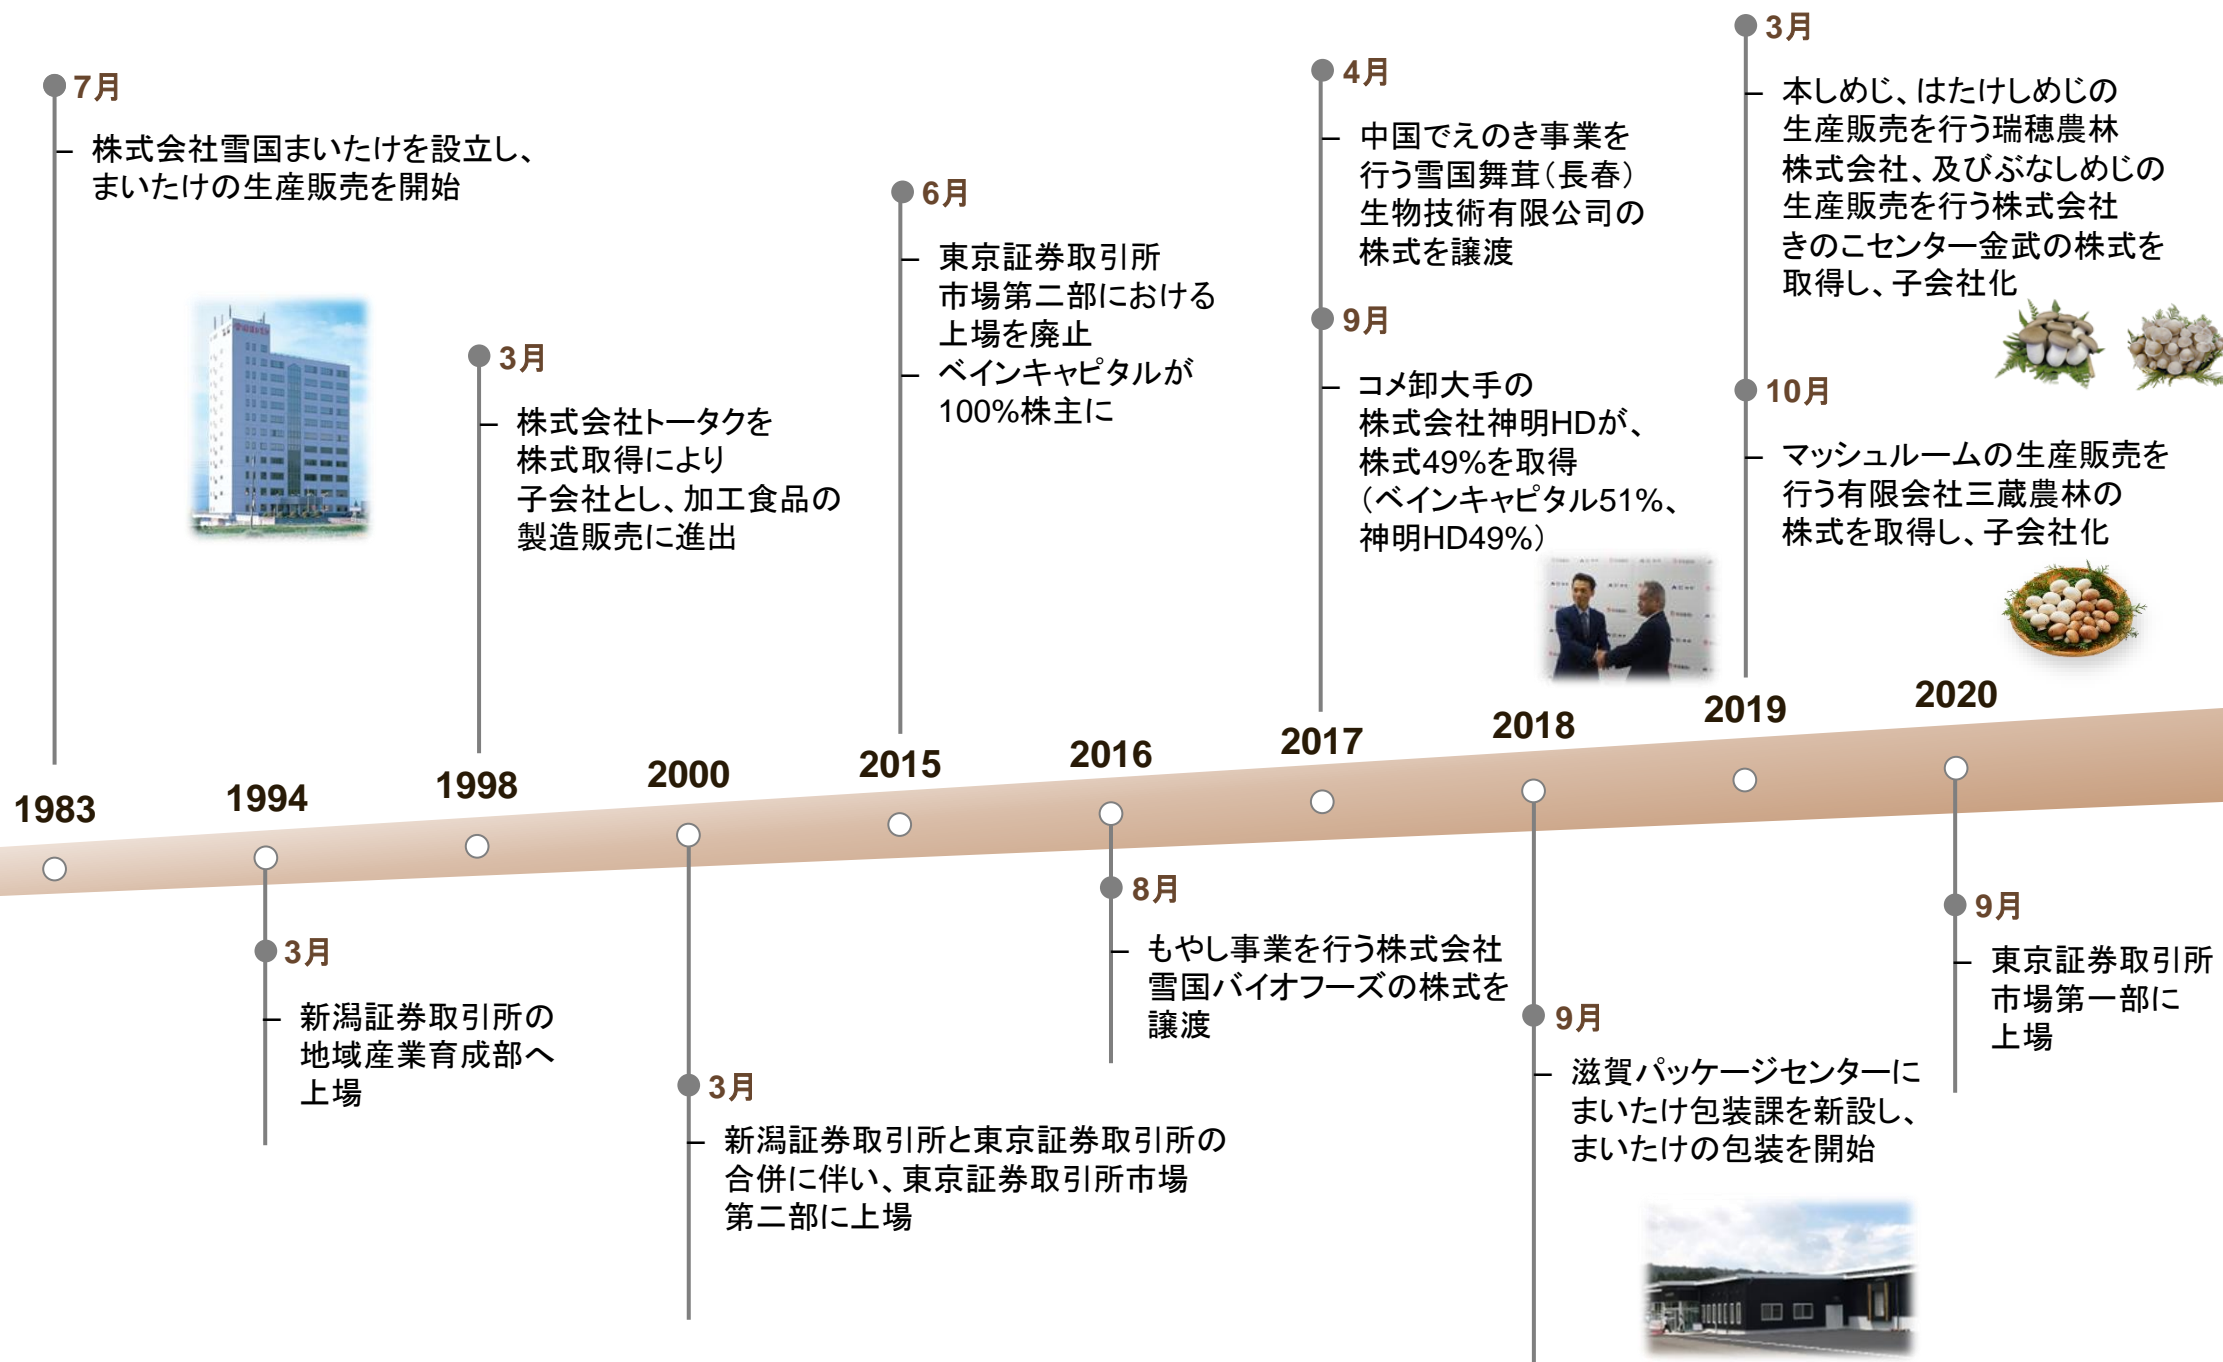 1983
7月
– 株式会社雪国まいたけを設立し、
まいたけの生産販売を開始
1994
3月
– 新潟証券取引所の
地域産業育成部へ
上場
1998
3月
– 株式会社トータクを
株式取得により
子会社とし、加工食品の
製造販売に進出
2000
3月
– 新潟証券取引所と東京証券取引所の
合併に伴い、東京証券取引所市場
第二部に上場
2015
6月
– 東京証券取引所
市場第二部における
上場を廃止
– ベインキャピタルが
100%株主に
2016
8月
– もやし事業を行う株式会社
雪国バイオフーズの株式を
譲渡
2017
4月
– 中国でえのき事業を
行う雪国舞茸（長春）
生物技術有限公司の
株式を譲渡
9月
– コメ卸大手の
株式会社神明HDが、
株式49%を取得
（ベインキャピタル51%、
神明HD49%）
2018
9月
– 滋賀パッケージセンターに
まいたけ包装課を新設し、
まいたけの包装を開始
2019
3月
– 本しめじ、はたけしめじの
生産販売を行う瑞穂農林
株式会社、及びぶなしめじの
生産販売を行う株式会社
きのこセンター金武の株式を
取得し、子会社化
10月
– マッシュルームの生産販売を
行う有限会社三蔵農林の
株式を取得し、子会社化
2020
9月
– 東京証券取引所
市場第一部に
上場